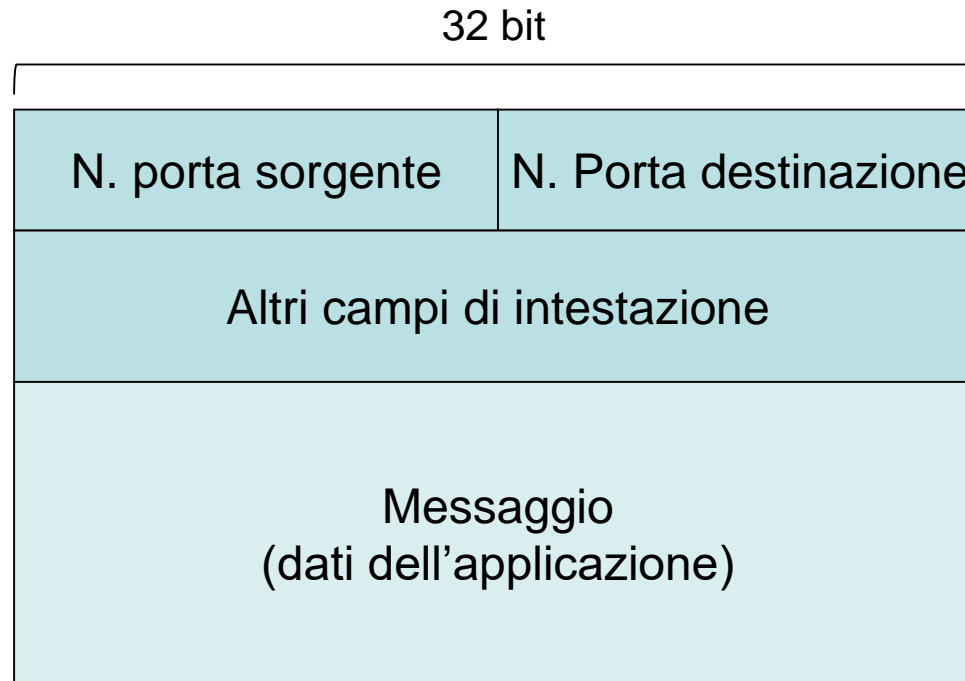 32 bit
N. porta sorgente
N. Porta destinazione
Altri campi di intestazione
Messaggio
(dati dell'applicazione)